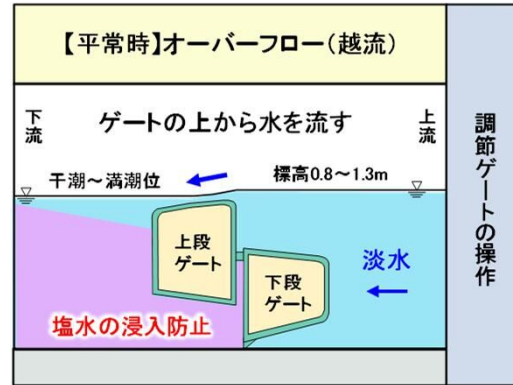 【平常時】オーバーフロー(越流)
調節ゲートの操作
下流
ゲートの上から水を流す
上流
干潮~満潮位
標高0.8~1.3m
上段
ゲート
下段
ゲート
淡水
塩水の浸入防止